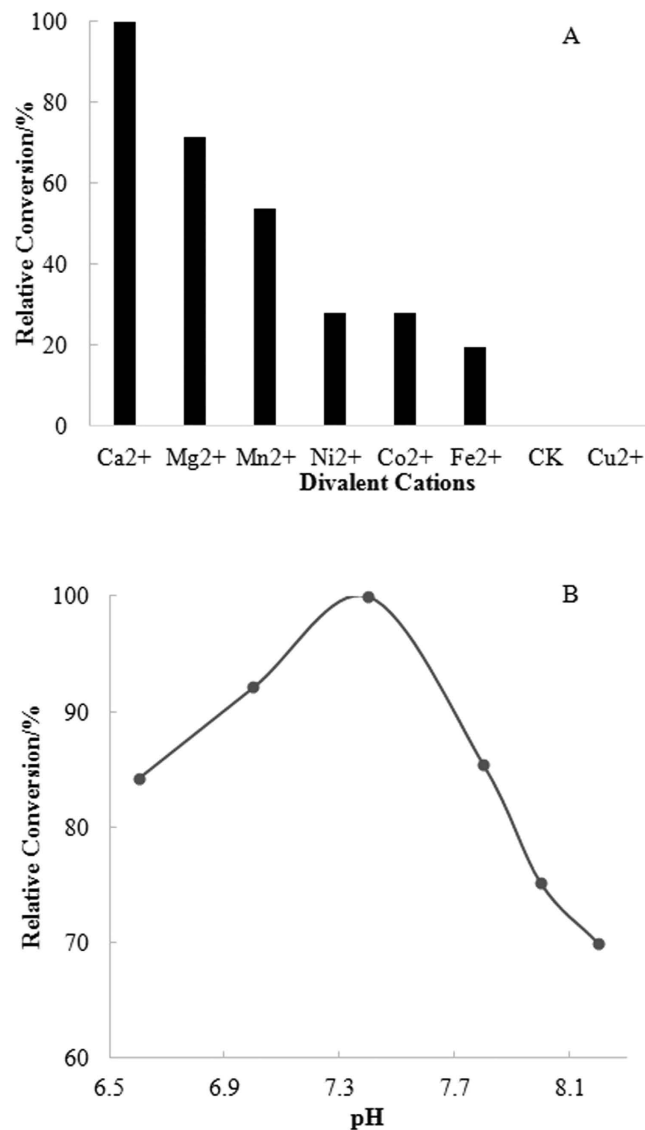 A
Relative Conversion/%
100
80
60
40
20
0
Ca2+ Mg2+ Mn2+ Ni2+ Co2+ Fe2+ CK Cu2+
Divalent Cations
B
Relative Conversion/%
100
90
80
70
60
6.5 6.9 7.3 7.7 8.1
pH